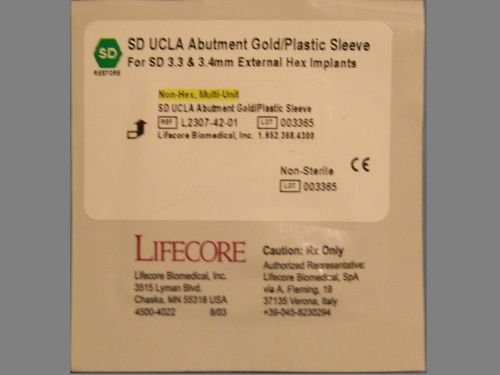 SD
RESTORE
SD UCLA Abutment Gold/Plastic Sleeve
For SD 3.3 & 3.4mm External Hex Implants
Non-Hex, Multi-Unit
SD UCLA Abutment Gold/Plastic Sleeve
REF L2307-42-01 LOT 003365
Lifecore Biomedical, Inc. 1.952.368.4300
CE
Non-Sterile
LOT 003365
LIFECORE
Lifecore Biomedical, Inc.
3515 Lyman Blvd.
Chaska, MN 55318 USA
4500-4022 8/03
Caution: Rx Only
Authorized Representative:
Lifecore Biomedical, SpA
via A. Fleming, 19
37135 Verona, Italy
+39-045-8230294